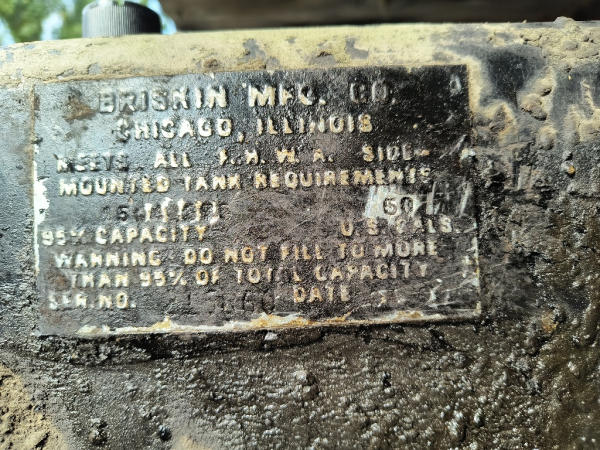 BRISKIN MFG. CO.
CHICAGO, ILLINOIS
MEETS ALL F.H.W.A. SIDE-
MOUNTED TANK REQUIREMENTS
50
95% CAPACITY U.S. GALS.
WARNING DO NOT FILL TO MORE
THAN 95% OF TOTAL CAPACITY
SER. NO. DATE